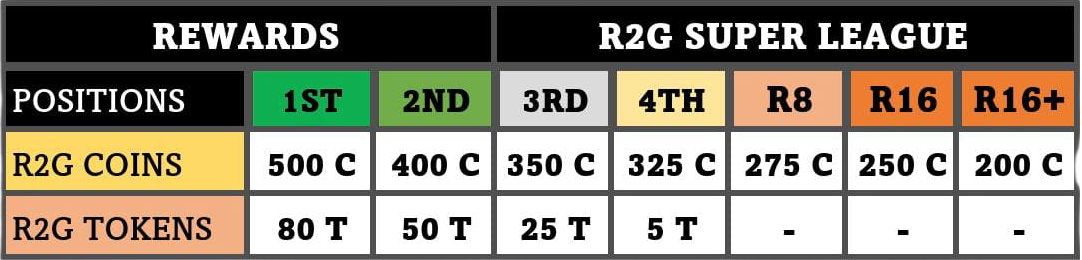 REWARDS R2G SUPER LEAGUE
POSITIONS 1ST 2ND 3RD 4TH R8 R16 R16+
R2G COINS 500 C 400 C 350 C 325 C 275 C 250 C 200 C
R2G TOKENS 80 T 50 T 25 T 5 T - - -